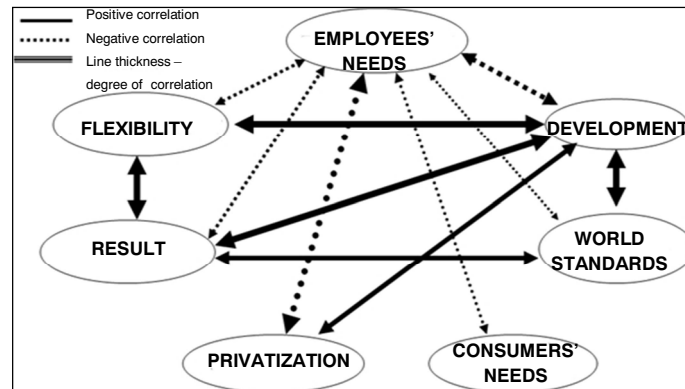 Positive correlation
Negative correlation
Line thickness –
degree of correlation
EMPLOYEES’
NEEDS
FLEXIBILITY
DEVELOPMENT
RESULT
WORLD
STANDARDS
PRIVATIZATION
CONSUMERS’
NEEDS